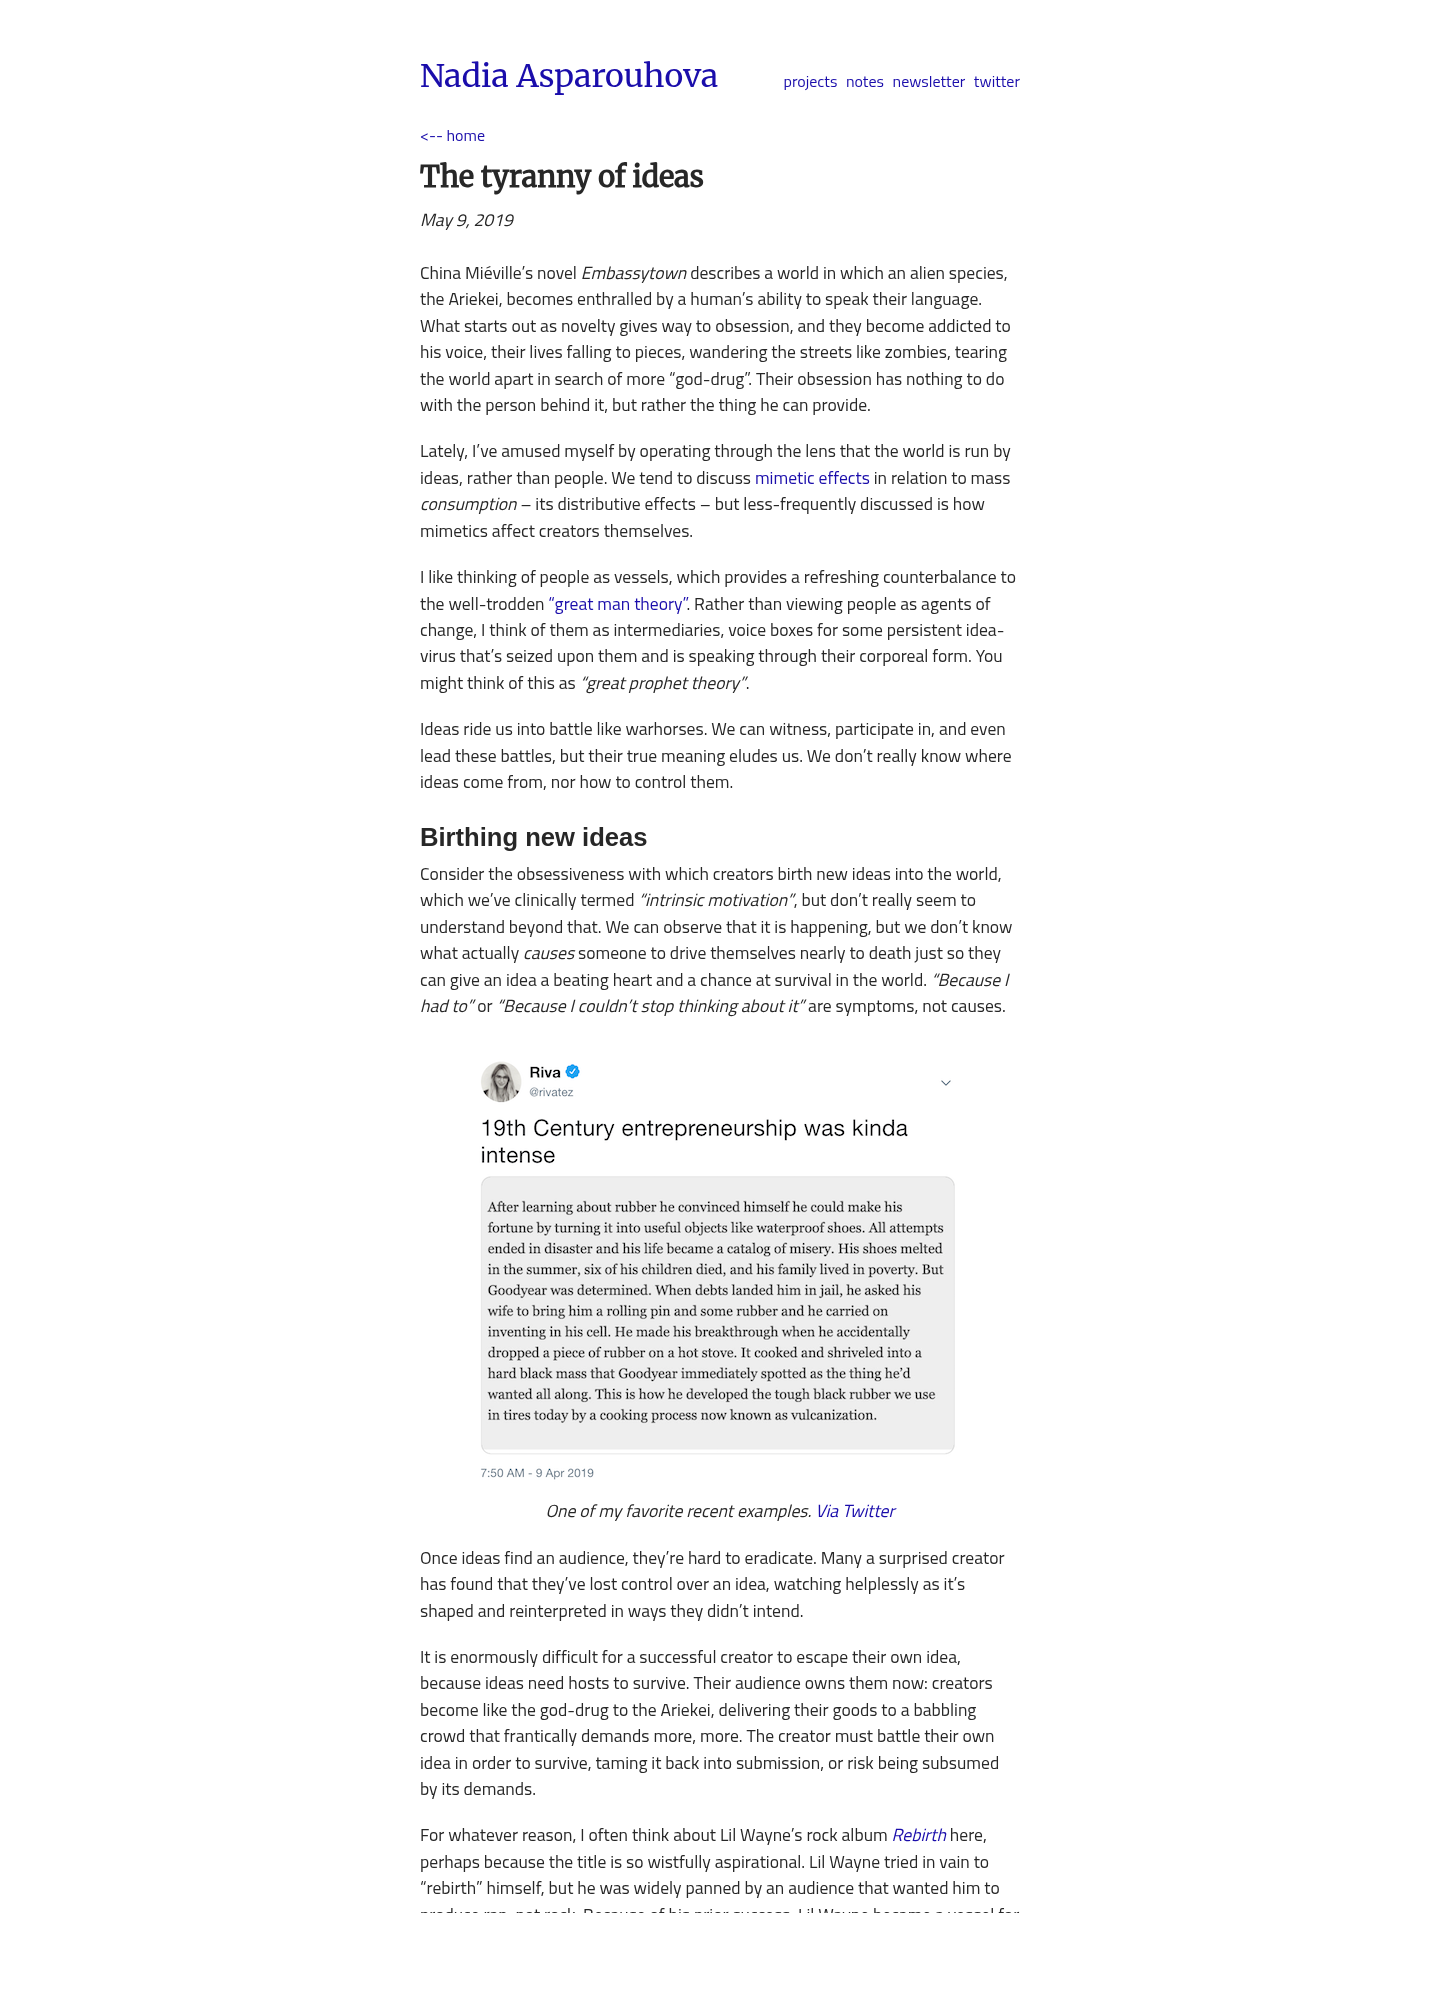 Nadia Asparouhova
projects notes newsletter twitter
<-- home
The tyranny of ideas
May 9, 2019
China Miéville’s novel Embassytown describes a world in which an alien species,
the Ariekei, becomes enthralled by a human’s ability to speak their language.
What starts out as novelty gives way to obsession, and they become addicted to
his voice, their lives falling to pieces, wandering the streets like zombies, tearing
the world apart in search of more “god-drug”. Their obsession has nothing to do
with the person behind it, but rather the thing he can provide.
Lately, I’ve amused myself by operating through the lens that the world is run by
ideas, rather than people. We tend to discuss mimetic effects in relation to mass
consumption – its distributive effects – but less-frequently discussed is how
mimetics affect creators themselves.
I like thinking of people as vessels, which provides a refreshing counterbalance to
the well-trodden “great man theory”. Rather than viewing people as agents of
change, I think of them as intermediaries, voice boxes for some persistent idea-
virus that’s seized upon them and is speaking through their corporeal form. You
might think of this as “great prophet theory”.
Ideas ride us into battle like warhorses. We can witness, participate in, and even
lead these battles, but their true meaning eludes us. We don’t really know where
ideas come from, nor how to control them.
Birthing new ideas
Consider the obsessiveness with which creators birth new ideas into the world,
which we’ve clinically termed “intrinsic motivation”, but don’t really seem to
understand beyond that. We can observe that it is happening, but we don’t know
what actually causes someone to drive themselves nearly to death just so they
can give an idea a beating heart and a chance at survival in the world. “Because I
had to” or “Because I couldn’t stop thinking about it” are symptoms, not causes.
Riva
@rivatez
19th Century entrepreneurship was kinda
intense
After learning about rubber he convinced himself he could make his
fortune by turning it into useful objects like waterproof shoes. All attempts
ended in disaster and his life became a catalog of misery. His shoes melted
in the summer, six of his children died, and his family lived in poverty. But
Goodyear was determined. When debts landed him in jail, he asked his
wife to bring him a rolling pin and some rubber and he carried on
inventing in his cell. He made his breakthrough when he accidentally
dropped a piece of rubber on a hot stove. It cooked and shriveled into a
hard black mass that Goodyear immediately spotted as the thing he’d
wanted all along. This is how he developed the tough black rubber we use
in tires today by a cooking process now known as vulcanization.
7:50 AM - 9 Apr 2019
One of my favorite recent examples. Via Twitter
Once ideas find an audience, they’re hard to eradicate. Many a surprised creator
has found that they’ve lost control over an idea, watching helplessly as it’s
shaped and reinterpreted in ways they didn’t intend.
It is enormously difficult for a successful creator to escape their own idea,
because ideas need hosts to survive. Their audience owns them now: creators
become like the god-drug to the Ariekei, delivering their goods to a babbling
crowd that frantically demands more, more. The creator must battle their own
idea in order to survive, taming it back into submission, or risk being subsumed
by its demands.
For whatever reason, I often think about Lil Wayne’s rock album Rebirth here,
perhaps because the title is so wistfully aspirational. Lil Wayne tried in vain to
“rebirth” himself, but he was widely panned by an audience that wanted him to